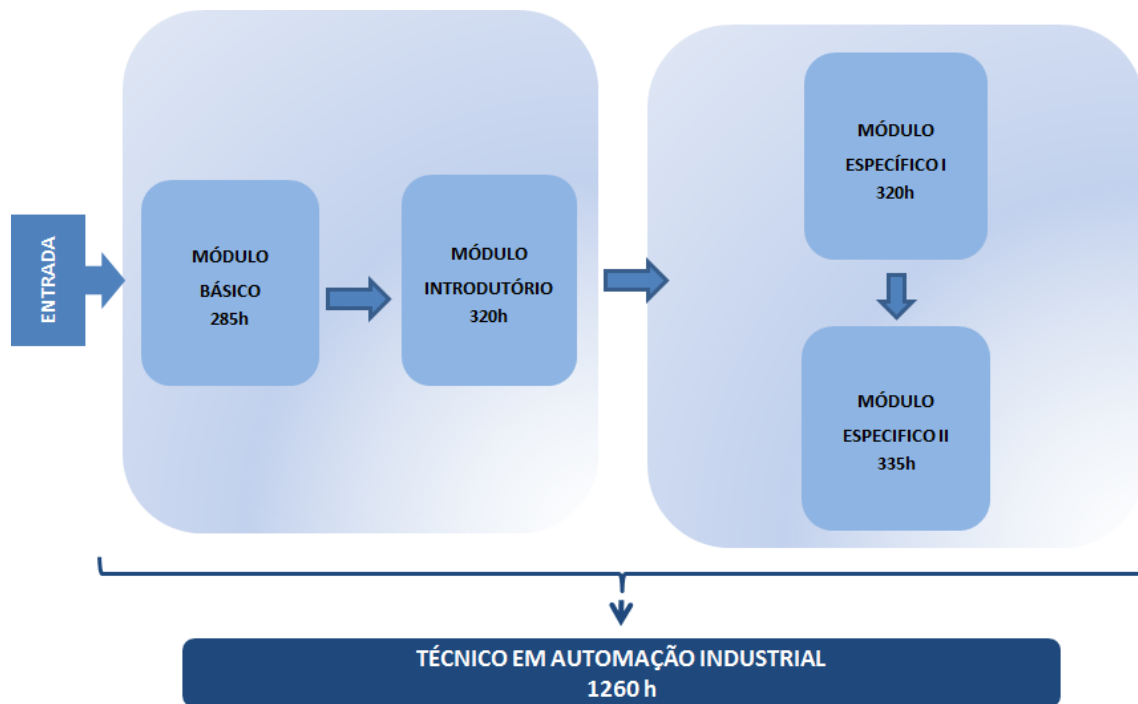 ENTRADA
MÓDULO
BÁSICO
285h
MÓDULO
INTRODUTÓRIO
320h
MÓDULO
ESPECÍFICO I
320h
MÓDULO
ESPECIFICO II
335h
TÉCNICO EM AUTOMAÇÃO INDUSTRIAL
1260 h